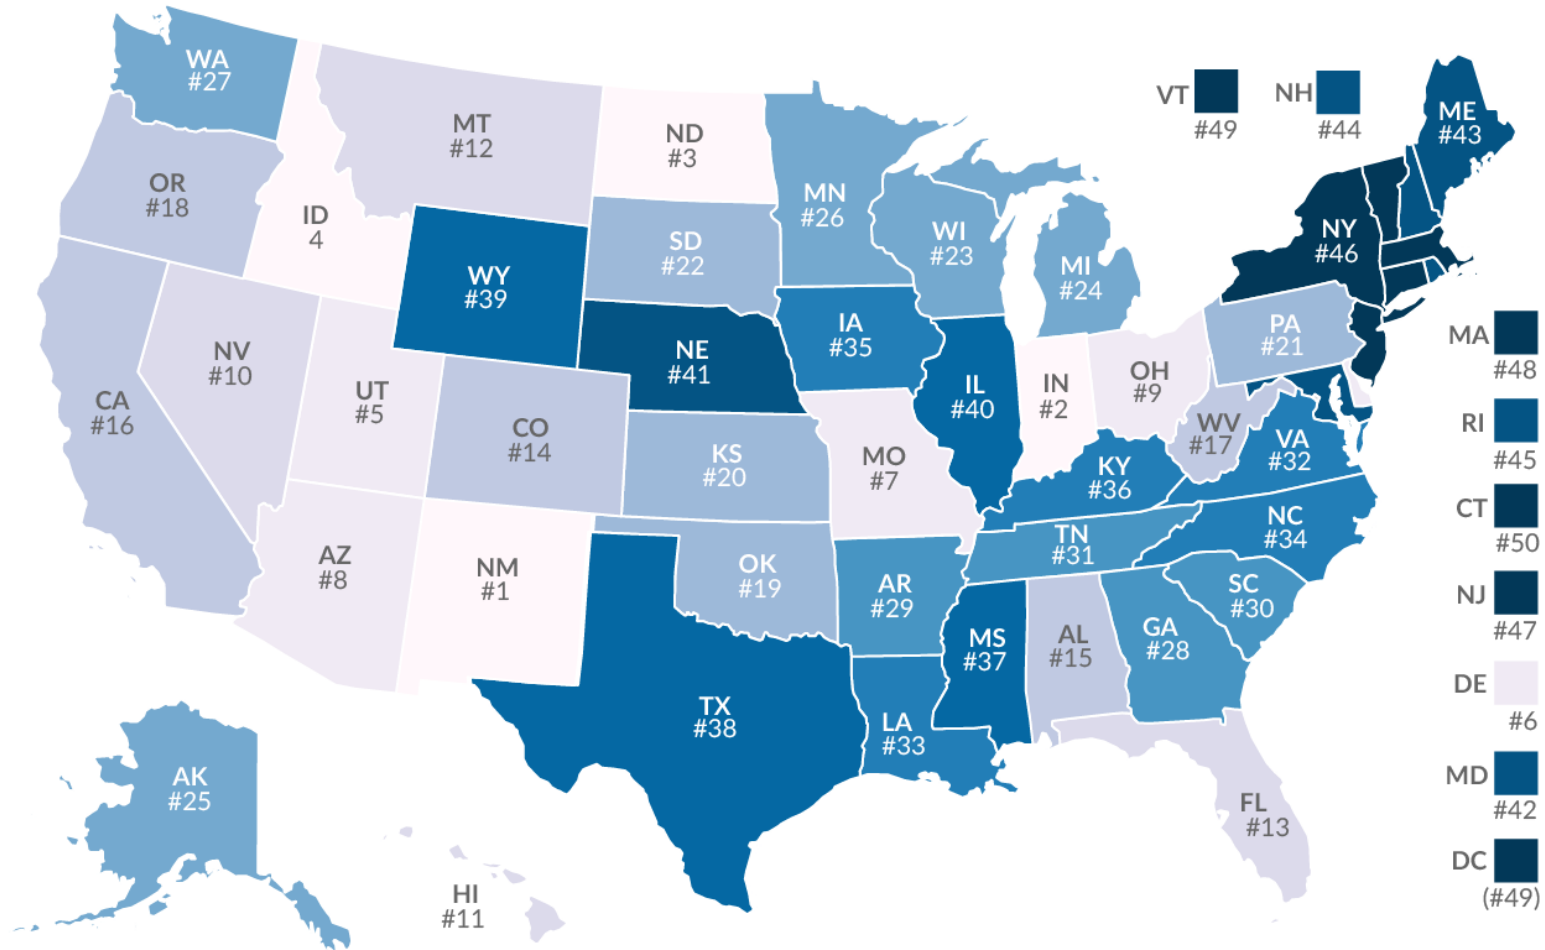 WA
#27
MT
#12
ND
#3
VT
#49
NH
#44
ME
#43
OR
#18
ID
4
MN
#26
WI
#23
MI
#24
NY
#46
SD
#22
WY
#39
IA
#35
NE
#41
PA
#21
MA
#48
NV
#10
UT
#5
CA
#16
CO
#14
IL
#40
IN
#2
OH
#9
WV
#17
VA
#32
RI
#45
KS
#20
MO
#7
KY
#36
CT
#50
AZ
#8
NM
#1
OK
#19
AR
#29
TN
#31
NC
#34
SC
#30
NJ
#47
MS
#37
AL
#15
GA
#28
DE
#6
TX
#38
LA
#33
AK
#25
FL
#13
MD
#42
HI
#11
DC
(#49)